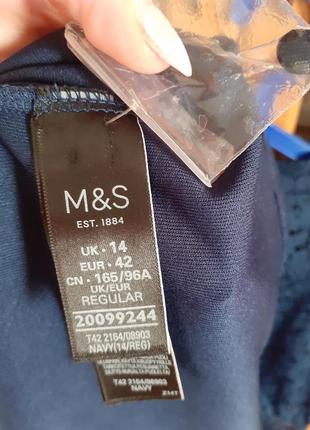 M&S
EST. 1884
UK • 14
EUR • 42
CN • 165/96A
UK/EUR
REGULAR
20099244
T42 2164/08903
NAVY(14/REG)
T42 2164/08903
NAVY